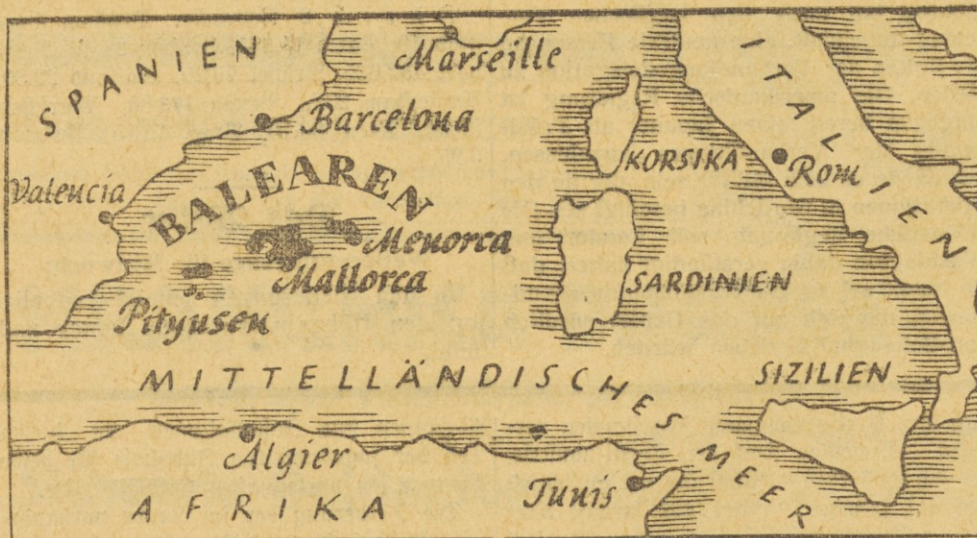 SPANIEN
Marseille
ITALIEN
Barcelona
KORSIKA
Rom
Valencia
BALEAREN
Menorca
Mallorca
SARDINIEN
Pityusen
MITTELLÄNDISCHES MEER
SIZILIEN
Algier
Tunis
AFRIKA